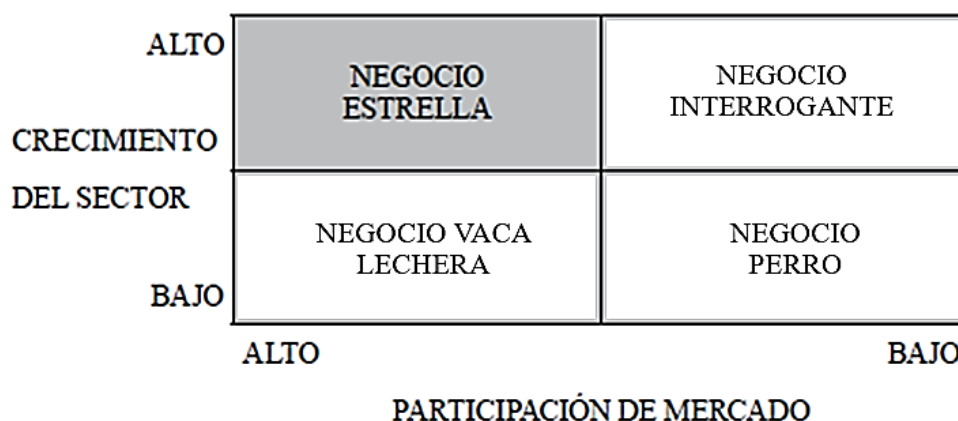 ALTO
NEGOCIO
ESTRELLA
NEGOCIO
INTERROGANTE
CRECIMIENTO
DEL SECTOR
NEGOCIO VACA
LECHERA
NEGOCIO
PERRO
BAJO
ALTO
BAJO
PARTICIPACIÓN DE MERCADO